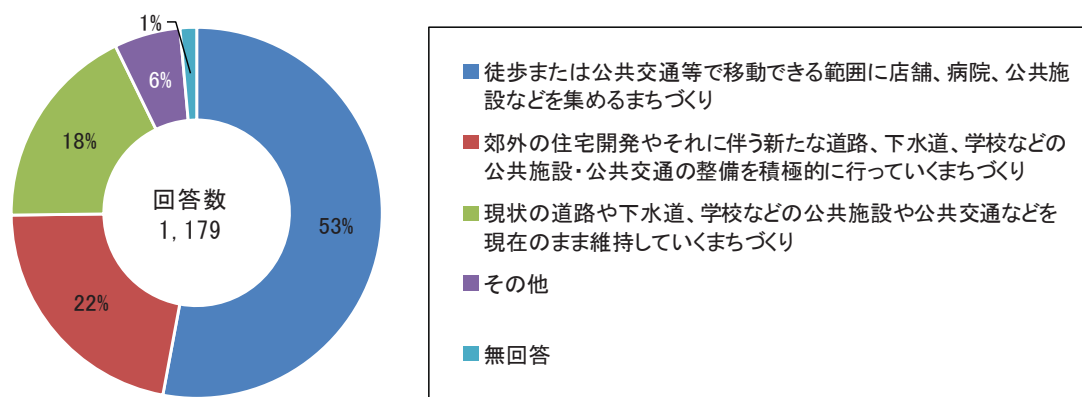 1%
6%
18%
22%
53%
回答数
1,179
徒歩または公共交通等で移動できる範囲に店舗、病院、公共施
設などを集めるまちづくり
郊外の住宅開発やそれに伴う新たな道路、下水道、学校などの
公共施設・公共交通の整備を積極的に行っていくまちづくり
現状の道路や下水道、学校などの公共施設や公共交通などを
現在のまま維持していくまちづくり
その他
無回答